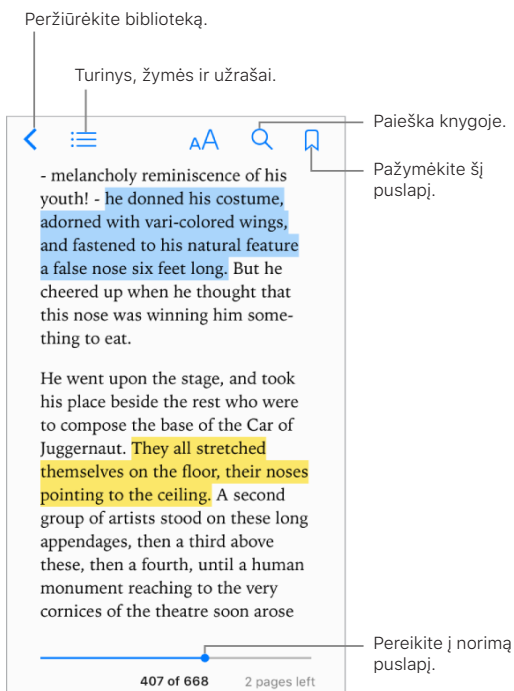 Peržiūrėkite biblioteką.
Turinys, žymės ir užrašai.
Paieška knygoje.
AA
Pažymėkite šį
puslapį.
- melancholy reminiscence of his
youth! - he donned his costume,
adorned with vari-colored wings,
and fastened to his natural feature
a false nose six feet long. But he
cheered up when he thought that
this nose was winning him some-
thing to eat.
He went upon the stage, and took
his place beside the rest who were
to compose the base of the Car of
Juggernaut. They all stretched
themselves on the floor, their noses
pointing to the ceiling. A second
group of artists stood on these long
appendages, then a third above
these, then a fourth, until a human
monument reaching to the very
cornices of the theatre soon arose
Pereikite į norimą
puslapį.
407 of 668
2 pages left